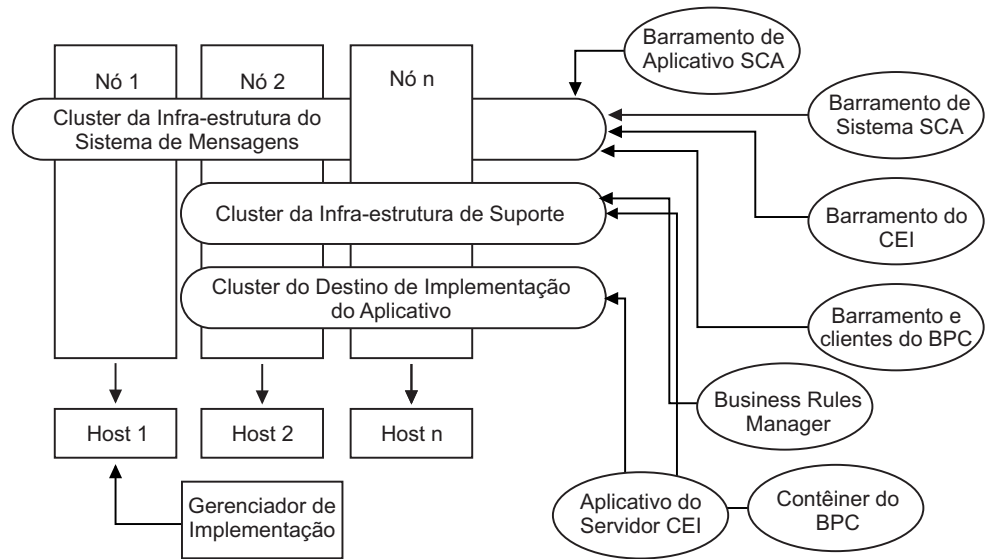 Barramento de
Aplicativo SCA
Nó 1
Nó 2
Nó n
Cluster da Infra-estrutura do
Sistema de Mensagens
Barramento de
Sistema SCA
Cluster da Infra-estrutura de Suporte
Barramento do
CEI
Cluster do Destino de Implementação
do Aplicativo
Barramento e
clientes do BPC
Business Rules
Manager
Host 1
Host 2
Host n
Gerenciador de
Implementação
Aplicativo do
Servidor CEI
Contêiner do
BPC